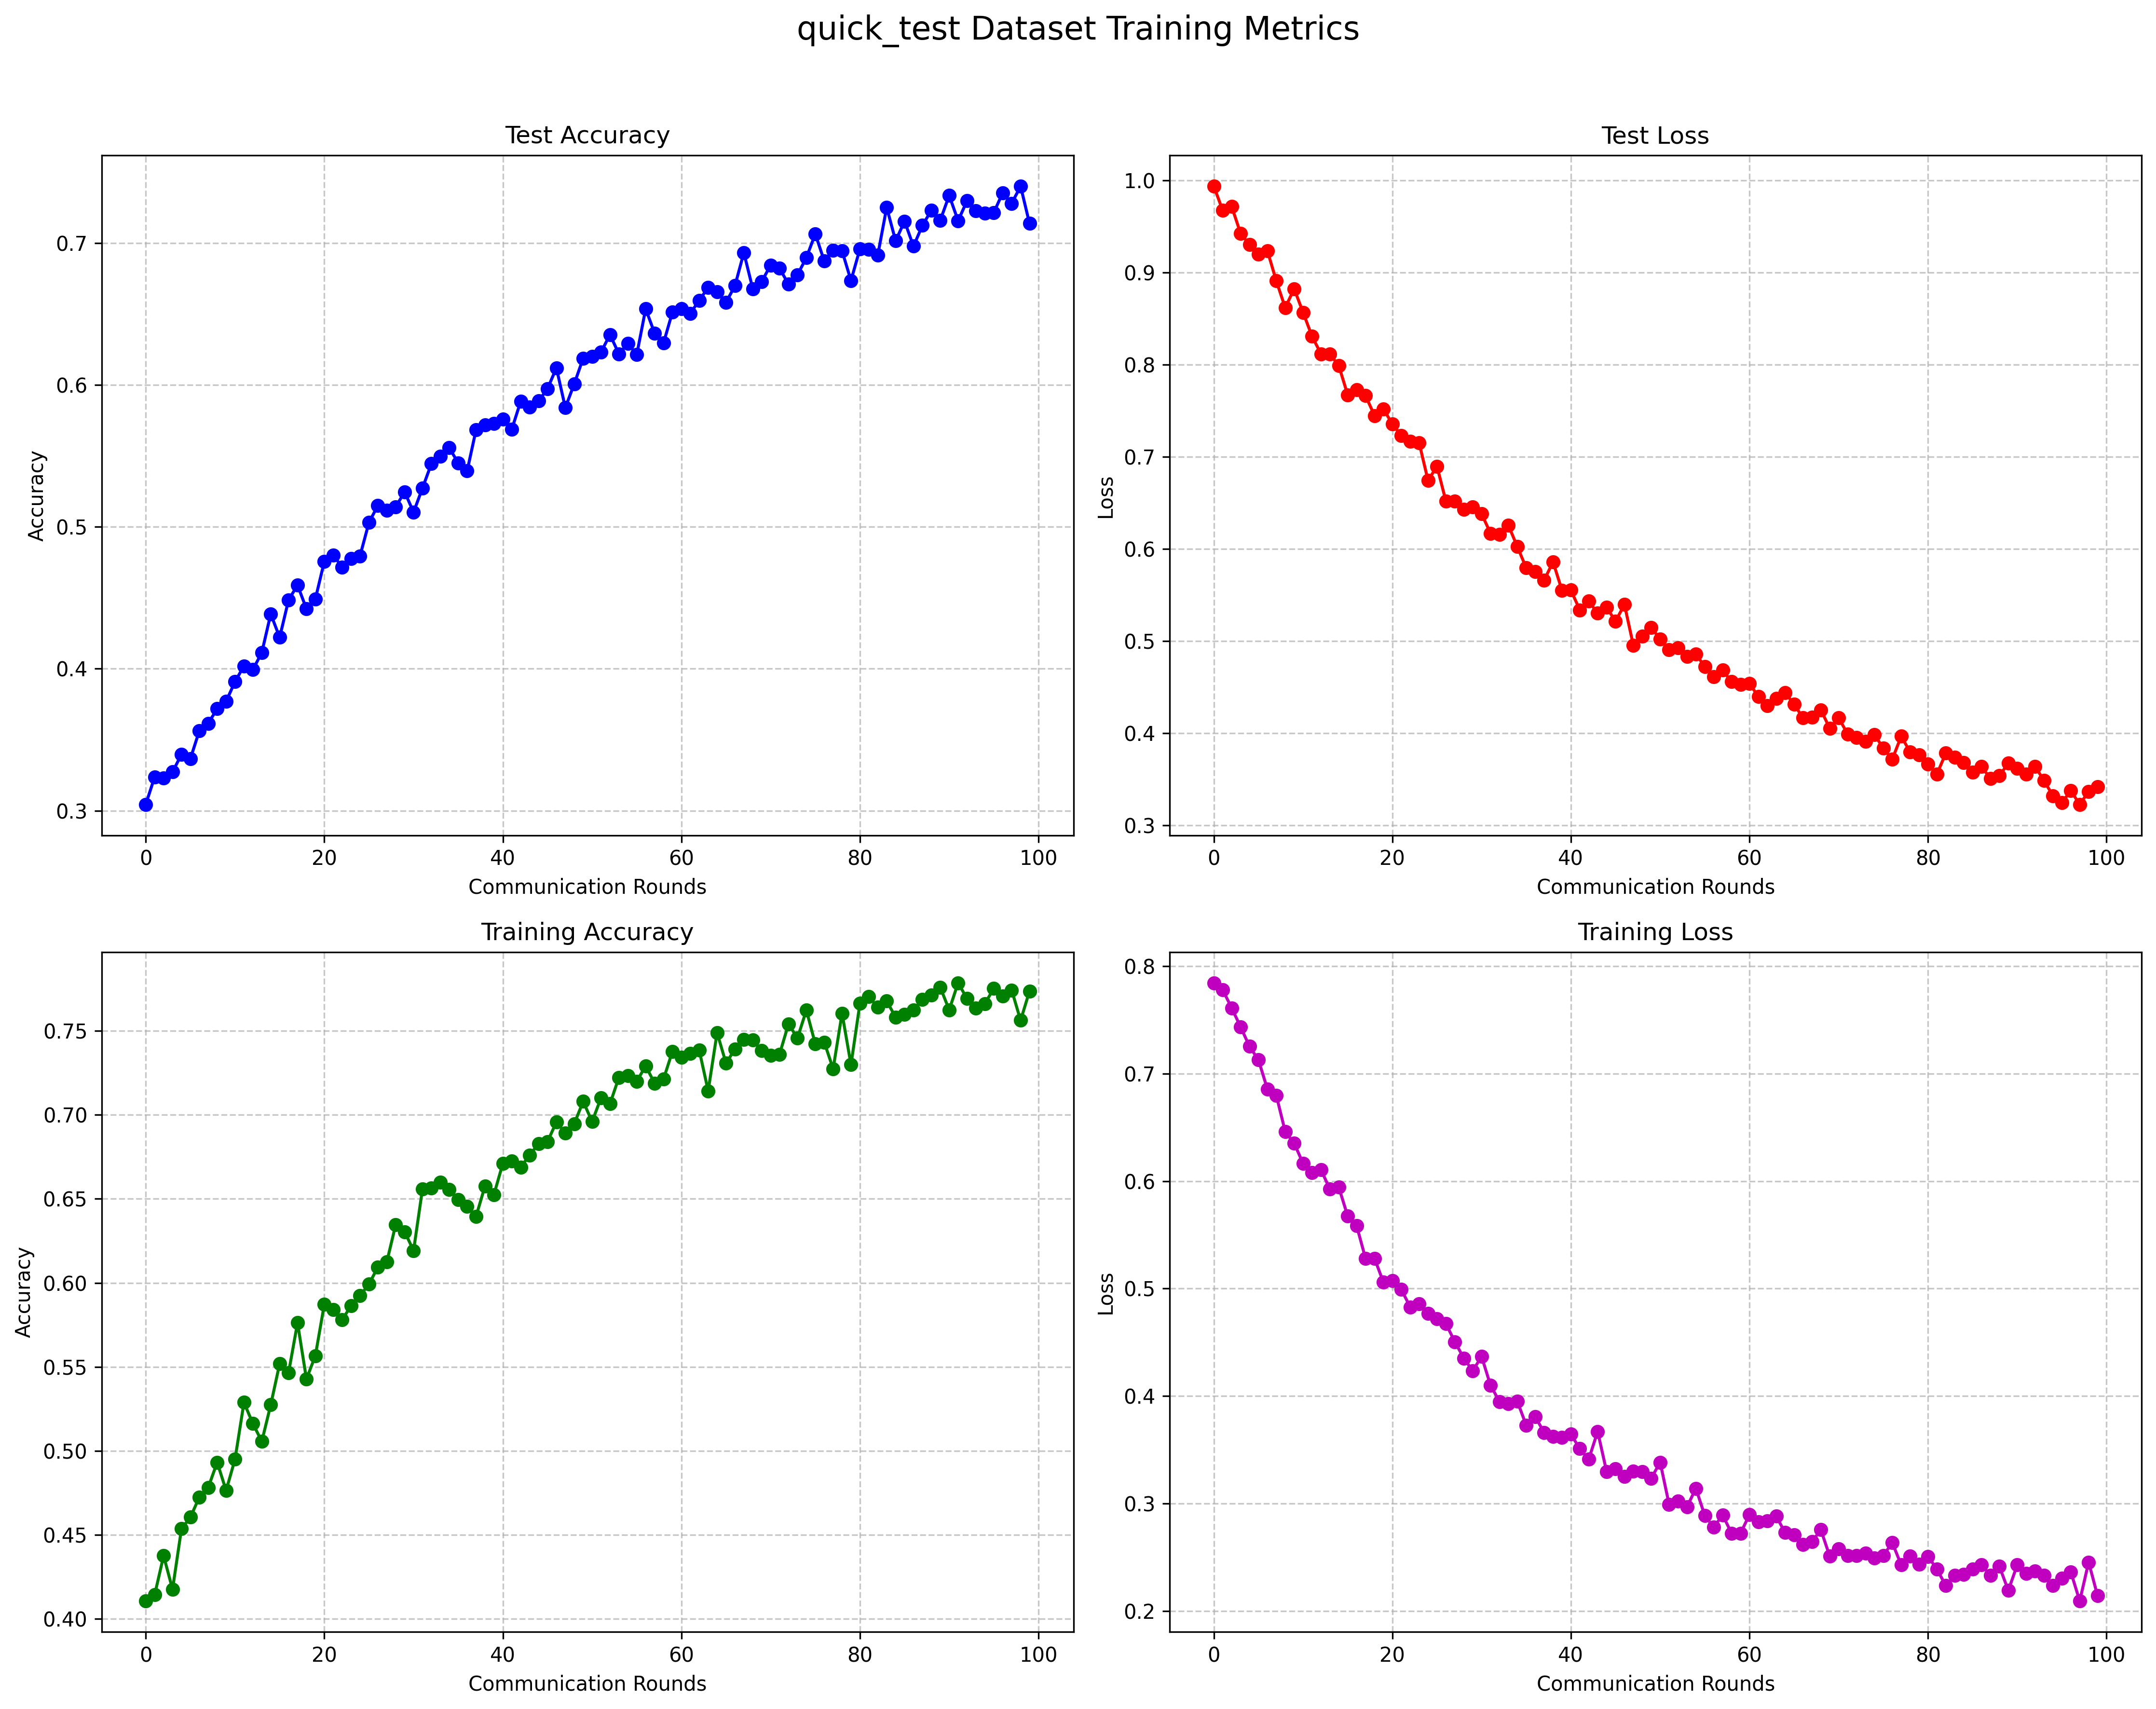 quick_test Dataset Training Metrics
Test Accuracy
Accuracy
0.7
0.6
0.5
0.4
0.3
0 20 40 60 80 100
Communication Rounds
Test Loss
Loss
1.0
0.9
0.8
0.7
0.6
0.5
0.4
0.3
0 20 40 60 80 100
Communication Rounds
Training Accuracy
Accuracy
0.75
0.70
0.65
0.60
0.55
0.50
0.45
0.40
0 20 40 60 80 100
Communication Rounds
Training Loss
Loss
0.8
0.7
0.6
0.5
0.4
0.3
0.2
0 20 40 60 80 100
Communication Rounds